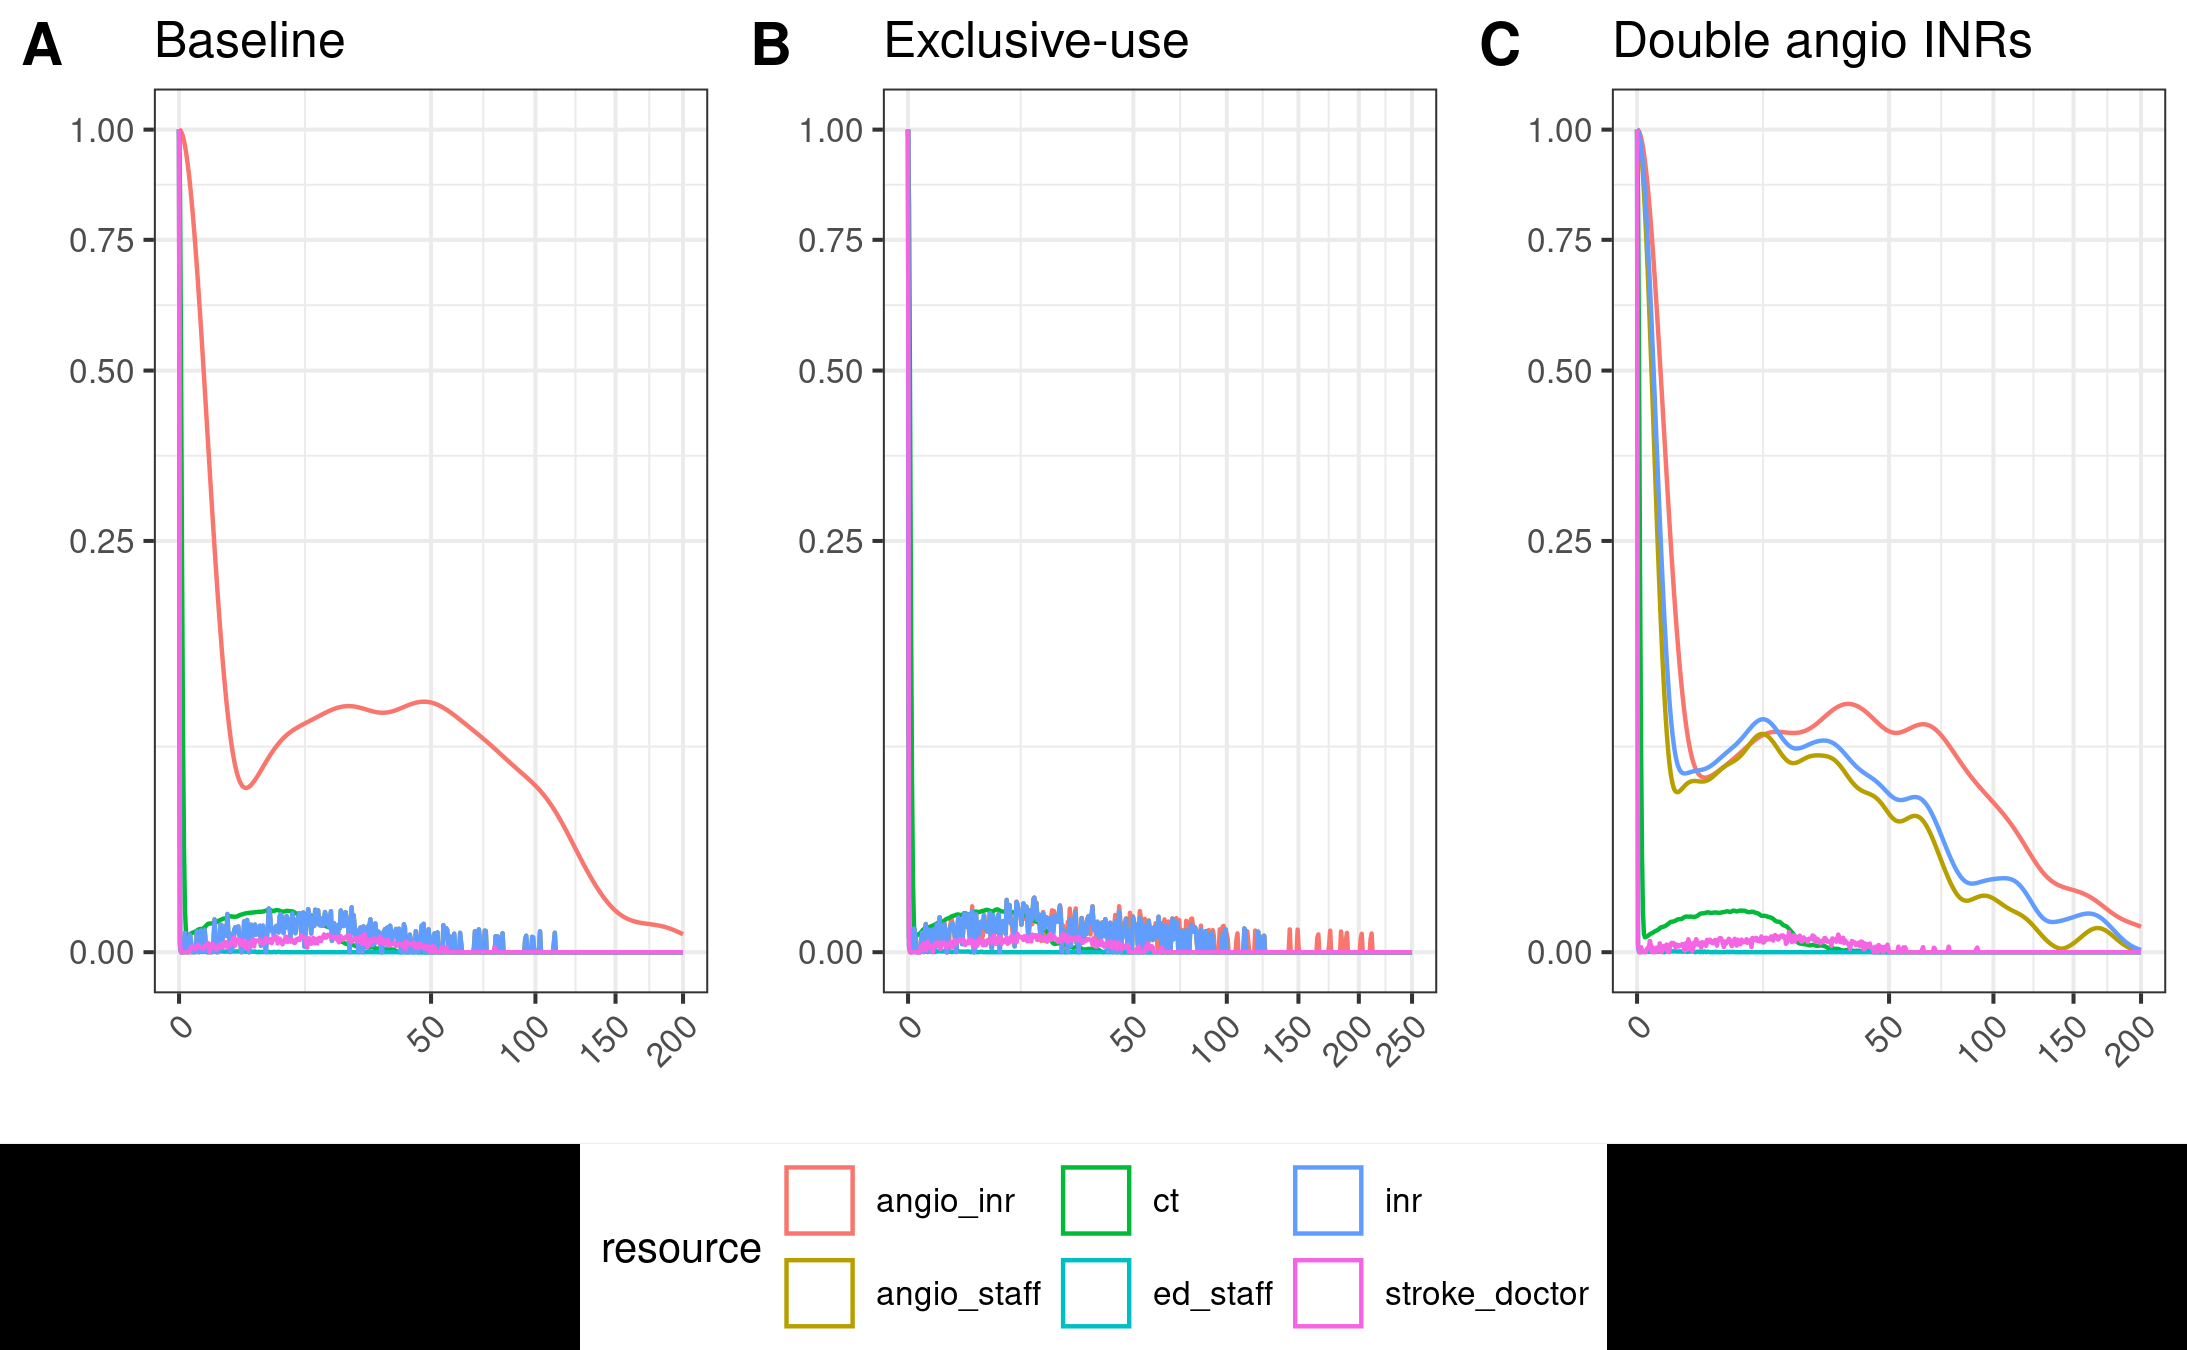 A Baseline
1.00
0.75
0.50
0.25
0.00
0 50 100 150 200
B Exclusive-use
1.00
0.75
0.50
0.25
0.00
0 50 100 150 200 250
C Double angio INRs
1.00
0.75
0.50
0.25
0.00
0 50 100 150 200
resource
angio_inr ct inr
angio_staff ed_staff stroke_doctor